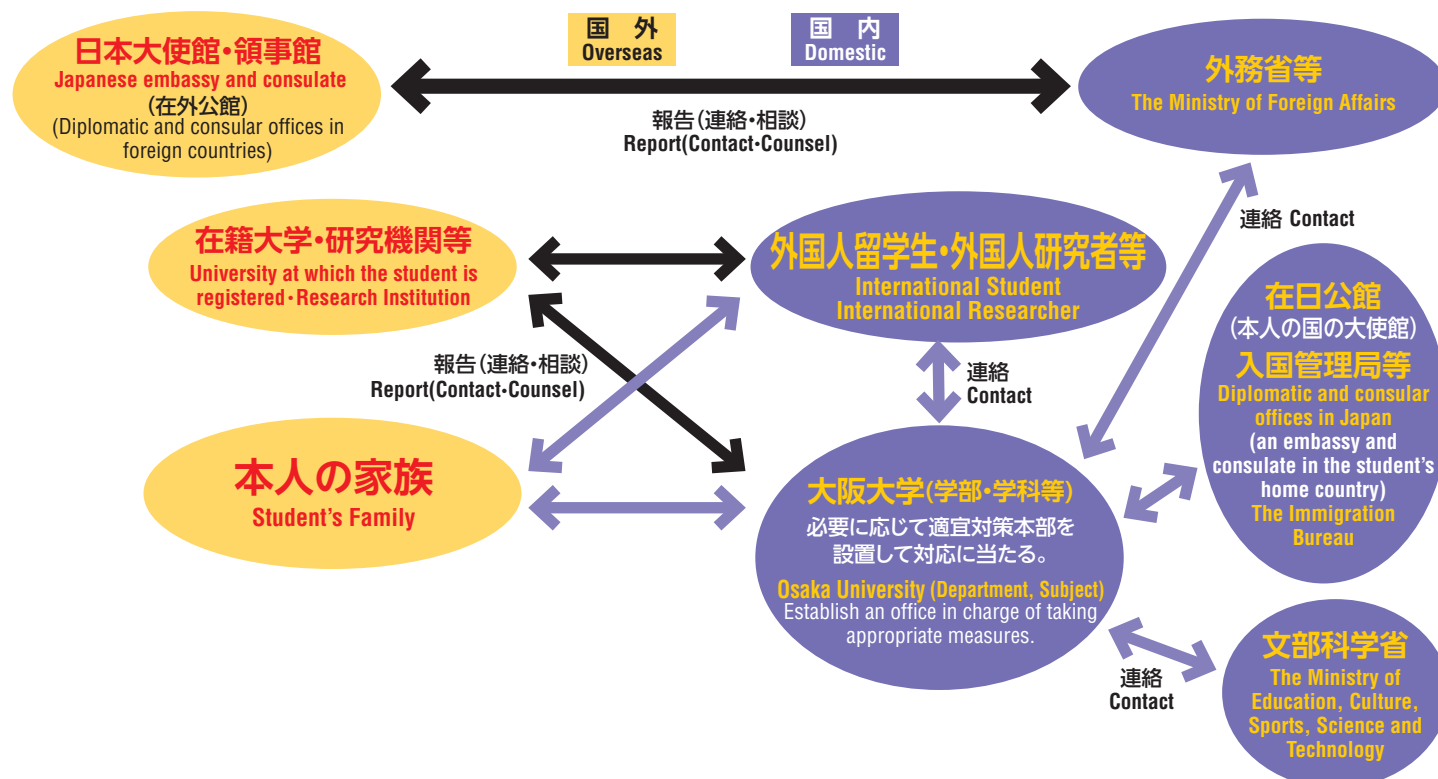 国 外
Overseas
国 内
Domestic
日本大使館・領事館
Japanese embassy and consulate
(在外公館)
(Diplomatic and consular offices in
foreign countries)
報告(連絡・相談)
Report(Contact・Counsel)
外務省等
The Ministry of Foreign Affairs
在籍大学・研究機関等
University at which the student is
registered・Research Institution
外国人留学生・外国人研究者等
International Student
International Researcher
連絡 Contact
報告(連絡・相談)
Report(Contact・Counsel)
連絡
Contact
在日公館
(本人の国の大使館)
入国管理局等
Diplomatic and consular
offices in Japan
(an embassy and
consulate in the student's
home country)
The Immigration
Bureau
本人の家族
Student's Family
大阪大学(学部・学科等)
必要に応じて適宜対策本部を
設置して対応に当たる。
Osaka University (Department, Subject)
Establish an office in charge of taking
appropriate measures.
連絡
Contact
文部科学省
The Ministry of
Education, Culture,
Sports, Science and
Technology